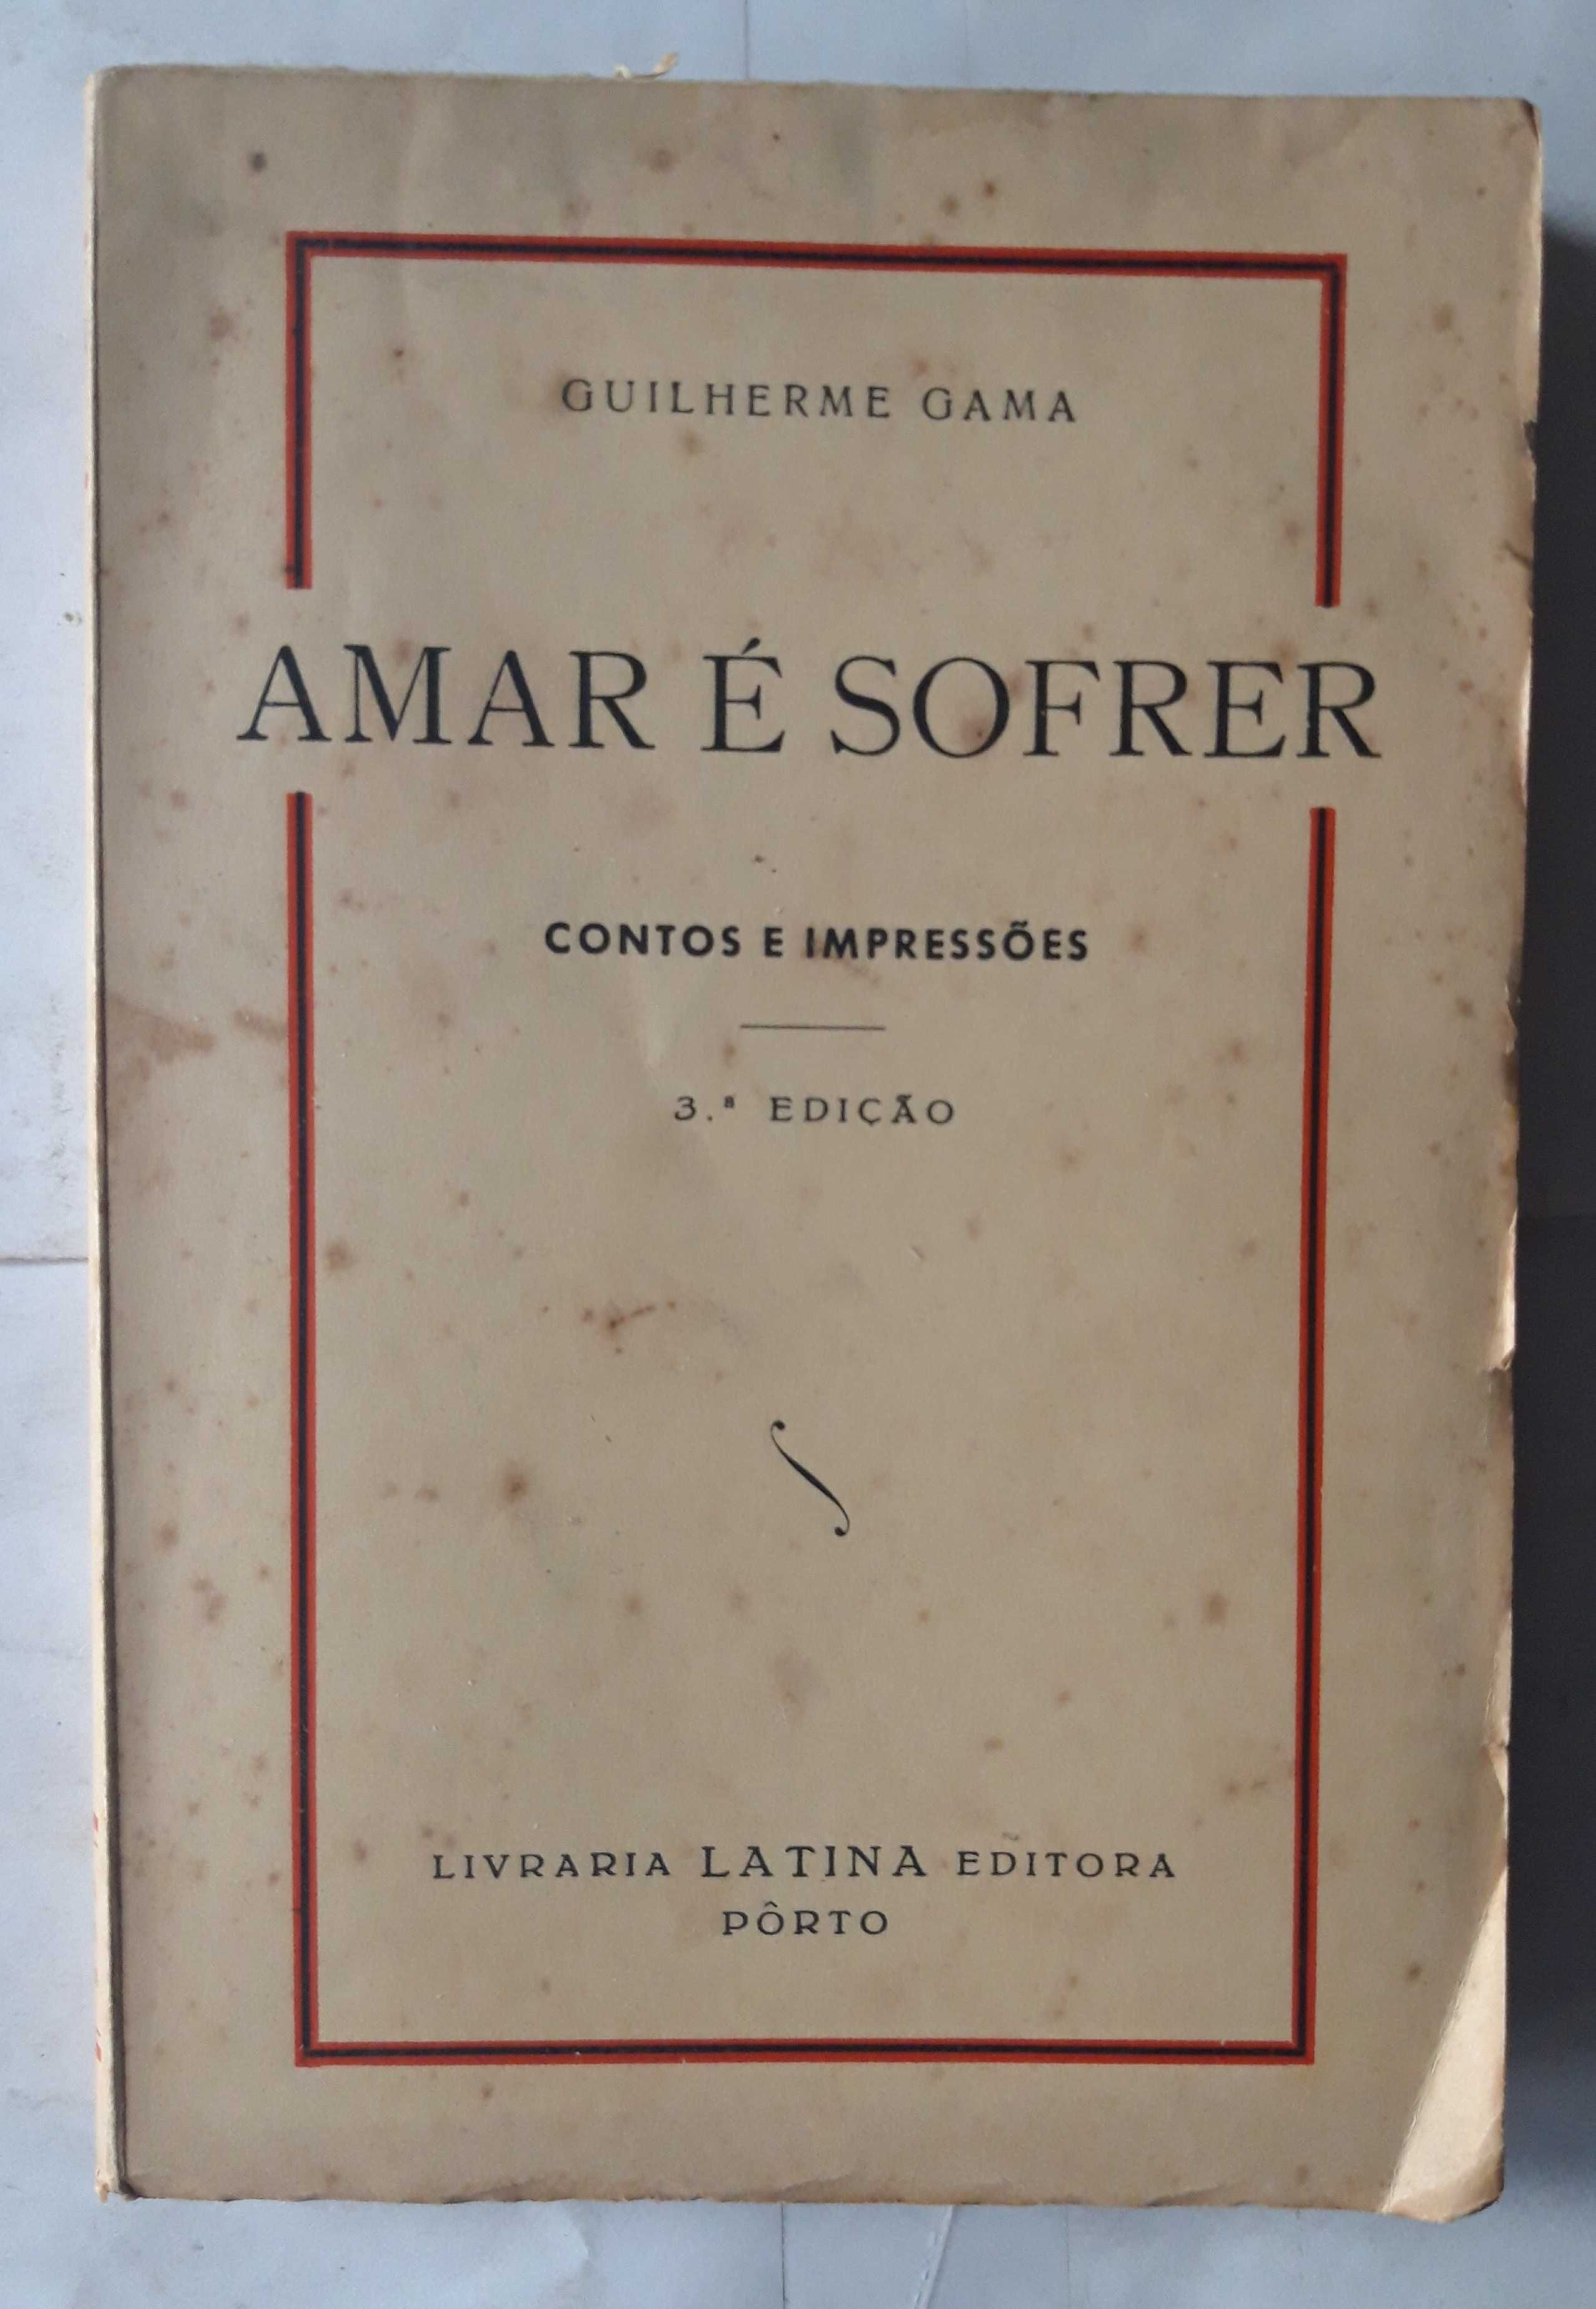 GUILHERME GAMA
AMAR É SOFRER
CONTOS E IMPRESSÕES
3.ª EDIÇÃO
LIVRARIA LATINA EDITORA
PÔRTO